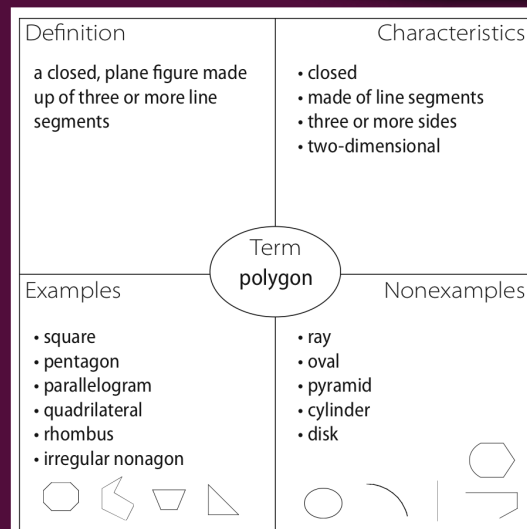 Definition
a closed, plane figure made
up of three or more line
segments
Characteristics
• closed
• made of line segments
• three or more sides
• two-dimensional
Term
polygon
Examples
• square
• pentagon
• parallelogram
• quadrilateral
• rhombus
• irregular nonagon
Nonexamples
• ray
• oval
• pyramid
• cylinder
• disk